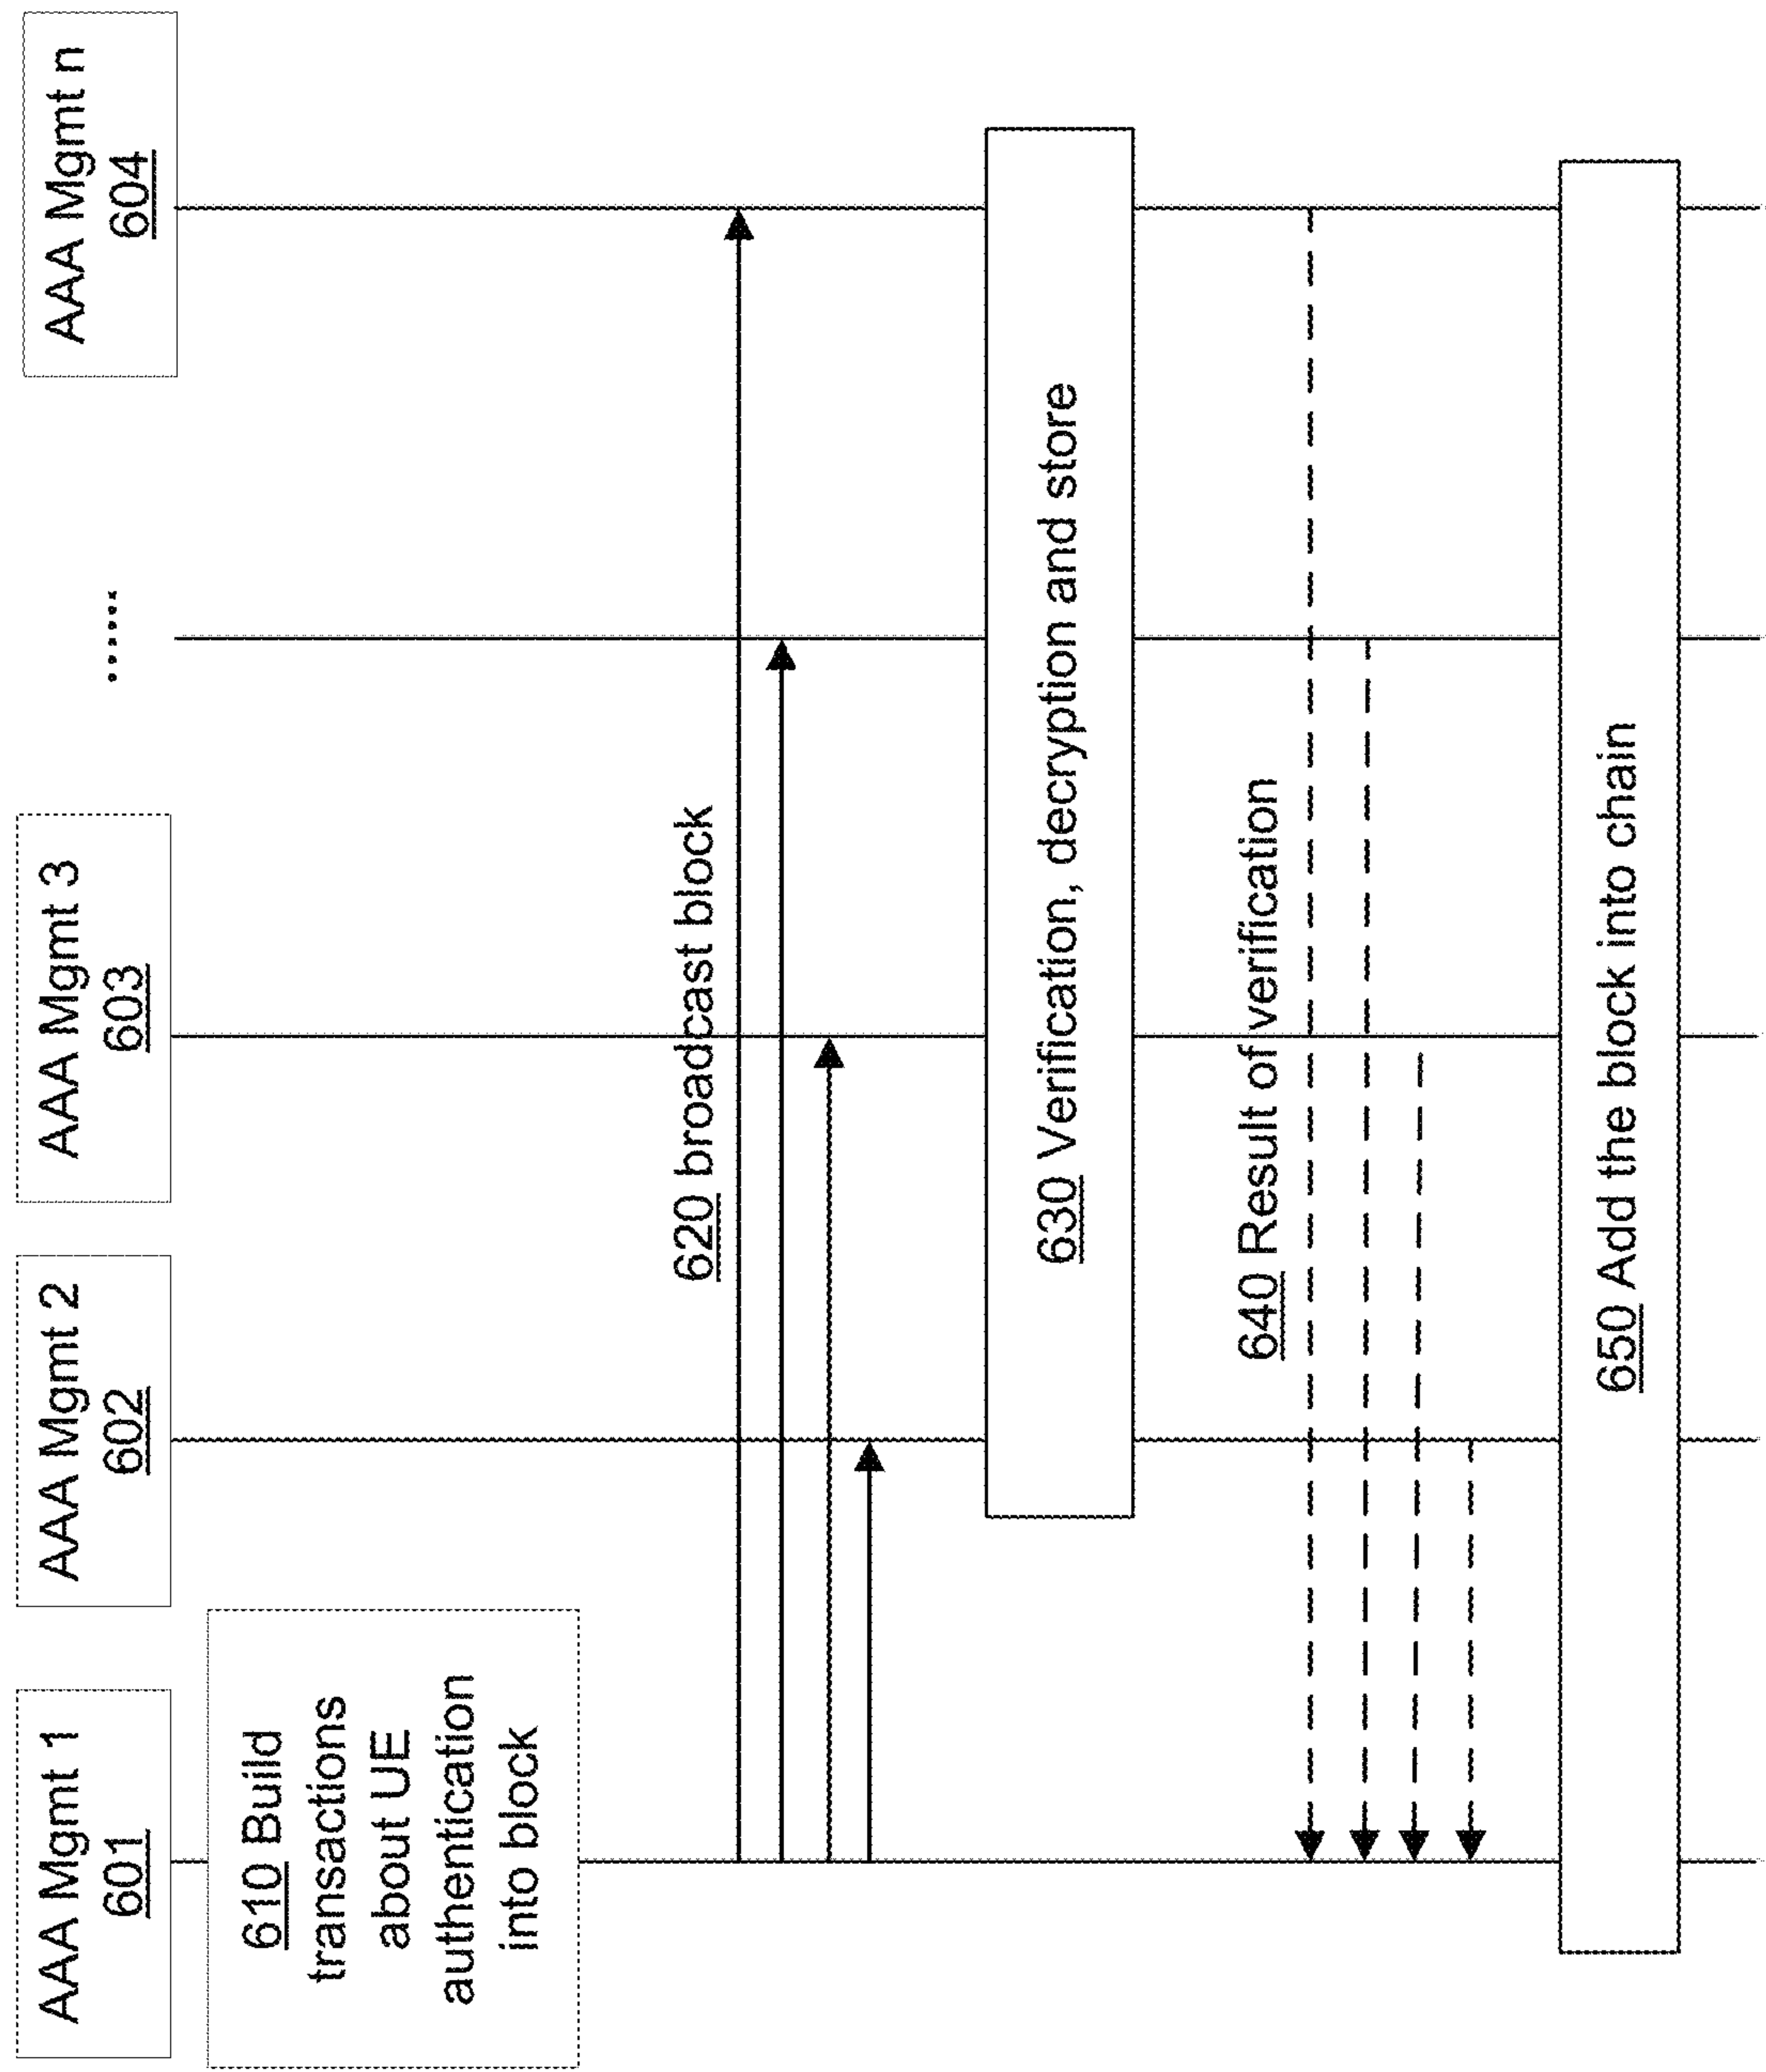 AAA Mgmt 1
601
AAA Mgmt 2
602
AAA Mgmt 3
603
......
AAA Mgmt n
604
610 Build
transactions
about UE
authentication
into block
620 broadcast block
630 Verification, decryption and store
640 Result of verification
650 Add the block into chain